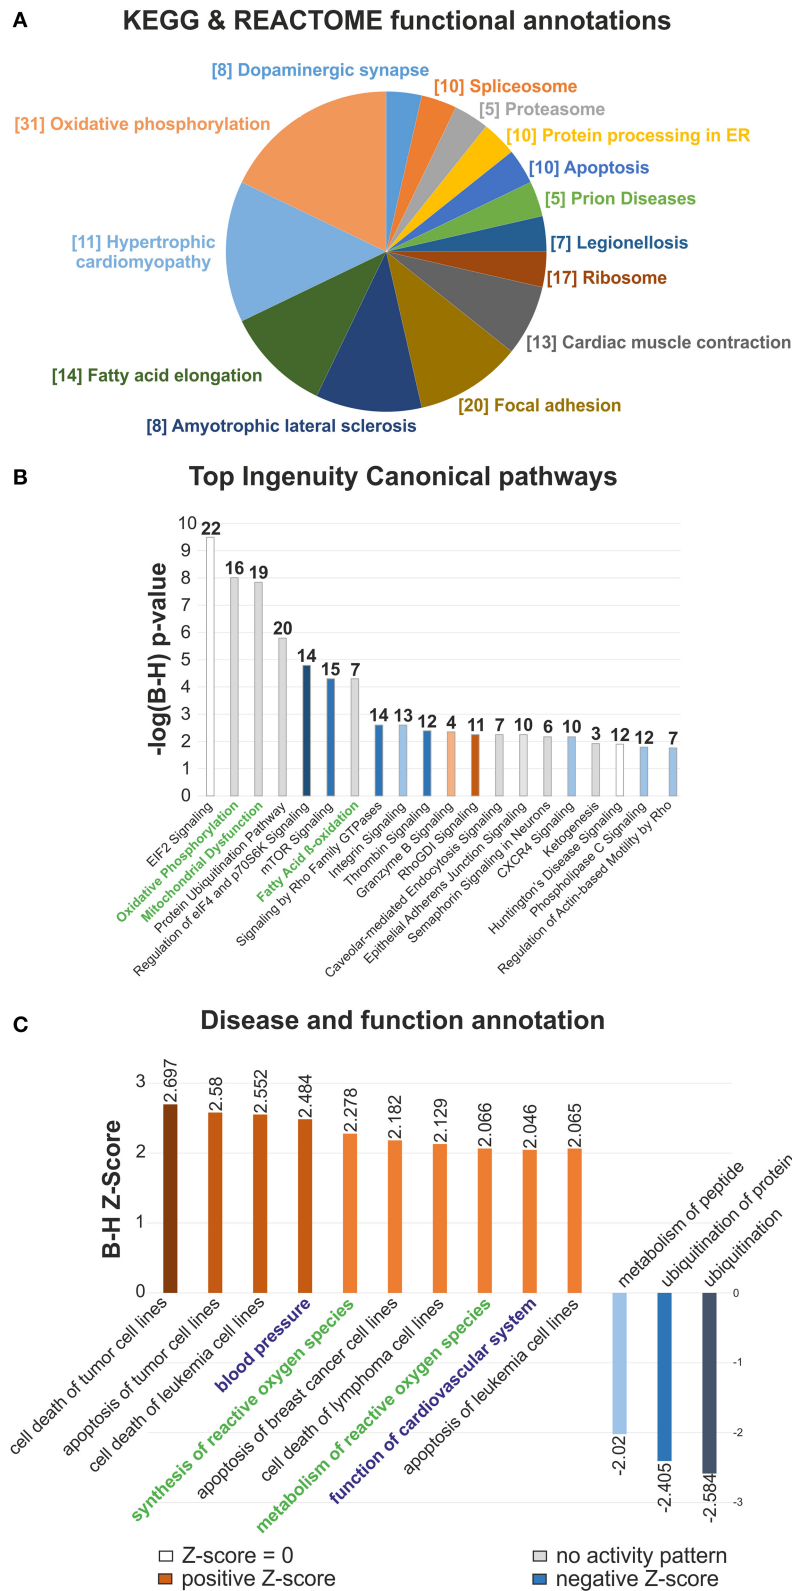 A
KEGG & REACTOME functional annotations
[8] Dopaminergic synapse
[10] Spliceosome
[5] Proteasome
[31] Oxidative phosphorylation
[10] Protein processing in ER
[10] Apoptosis
[5] Prion Diseases
[11] Hypertrophic
cardiomyopathy
[7] Legionellosis
[17] Ribosome
[13] Cardiac muscle contraction
[14] Fatty acid elongation
[20] Focal adhesion
[8] Amyotrophic lateral sclerosis
B
Top Ingenuity Canonical pathways
-log(B-H) p-value
10
9
8
7
6
5
4
3
2
1
0
22
16
19
20
14
15
7
14
13
12
4
11
7
10
6
10
3
12
12
7
EIF2 Signaling
Oxidative Phosphorylation
Mitochondrial Dysfunction
Protein Ubiquitination Pathway
Regulation of eIF4 and p70S6K Signaling
mTOR Signaling
Fatty Acid ß-oxidation
Signaling by Rho Family GTPases
Integrin Signaling
Thrombin Signaling
Granzyme B Signaling
RhoGDI Signaling
Caveolar-mediated Endocytosis Signaling
Epithelial Adherens Junction Signaling
Semaphorin Signaling in Neurons
CXCR4 Signaling
Ketogenesis
Huntington's Disease Signaling
Phospholipase C Signaling
Regulation of Actin-based Motility by Rho
C
Disease and function annotation
B-H Z-Score
3
2
1
0
2.697
2.58
2.552
2.484
2.278
2.182
2.129
2.066
2.046
2.065
cell death of tumor cell lines
apoptosis of tumor cell lines
cell death of leukemia cell lines
blood pressure
synthesis of reactive oxygen species
apoptosis of breast cancer cell lines
cell death of lymphoma cell lines
metabolism of reactive oxygen species
function of cardiovascular system
apoptosis of leukemia cell lines
metabolism of peptide
ubiquitination of protein
ubiquitination
0
-1
-2
-3
-2.02
-2.405
-2.584
Z-score = 0
no activity pattern
positive Z-score
negative Z-score